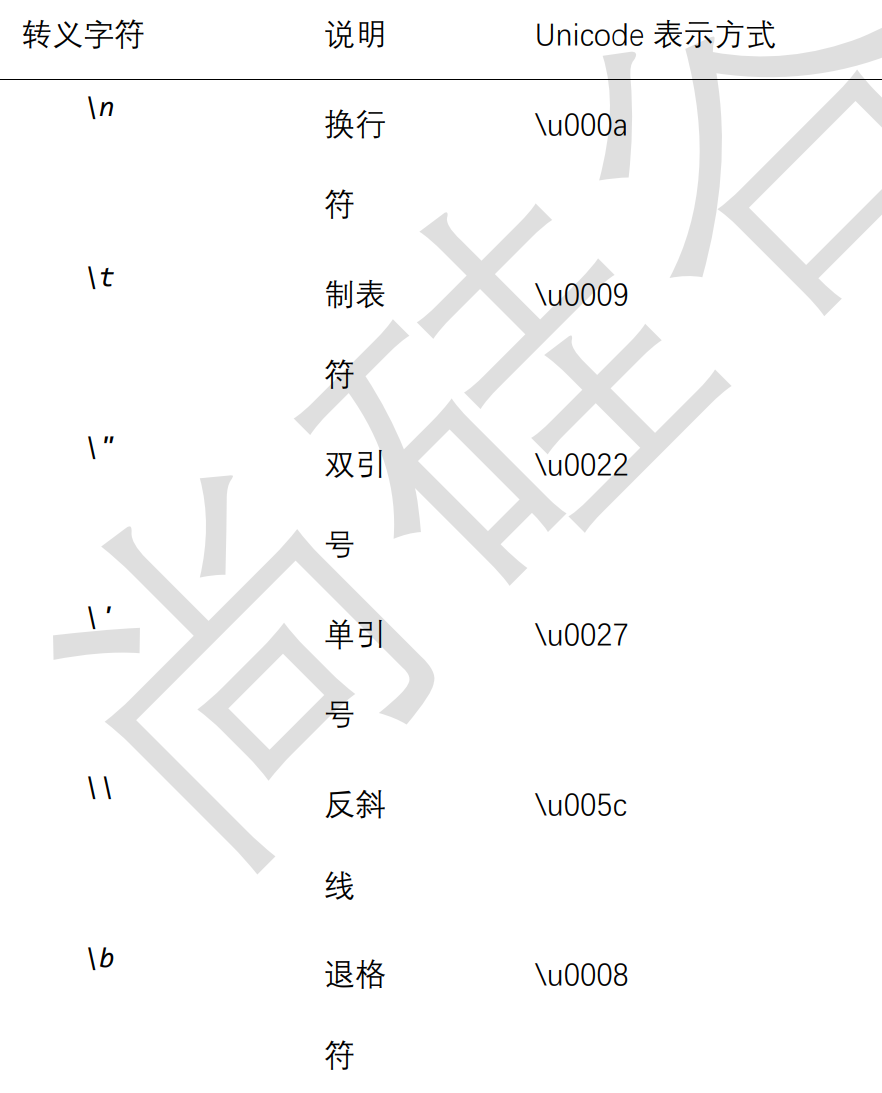 转义字符 说明 Unicode 表示方式
\n 换行 \u000a
符
\t 制表 \u0009
符
\" 双引 \u0022
号
\' 单引 \u0027
号
\\ 反斜 \u005c
线
\b 退格 \u0008
符
尚硅谷